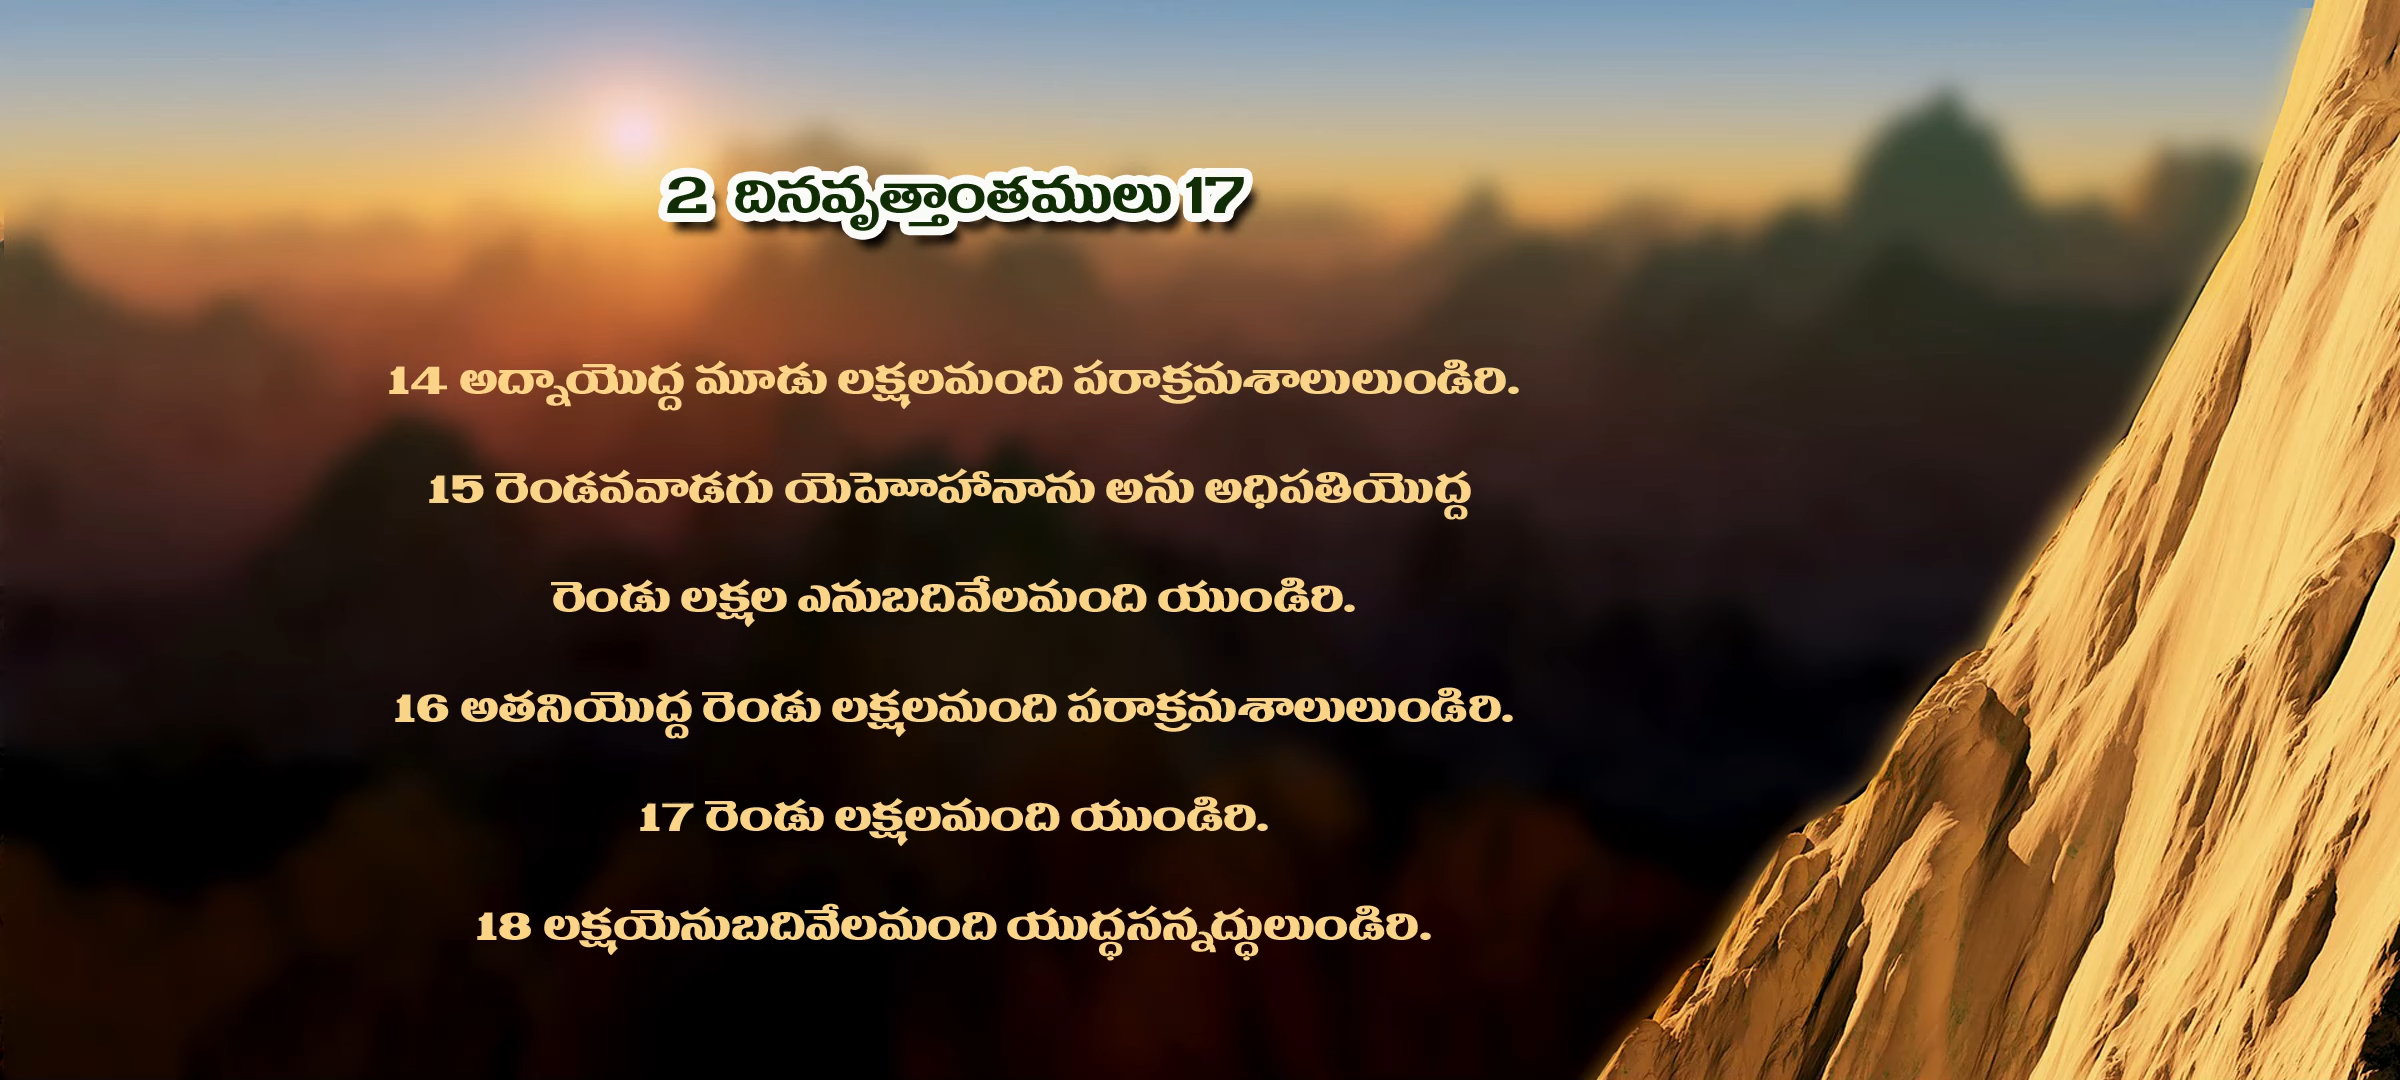 2 దినవృత్తాంతములు 17
14 అద్నాయొద్ద మూడు లక్షలమంది పరాక్రమశాలులుండిరి.
15 రెండవవాడగు యెహోహానాను అను అధిపతియొద్ద
రెండు లక్షల ఎనుబదివేలమంది యుండిరి.
16 అతనియొద్ద రెండు లక్షలమంది పరాక్రమశాలులుండిరి.
17 రెండు లక్షలమంది యుండిరి.
18 లక్షయెనుబదివేలమంది యుద్ధసన్నద్ధులుండిరి.